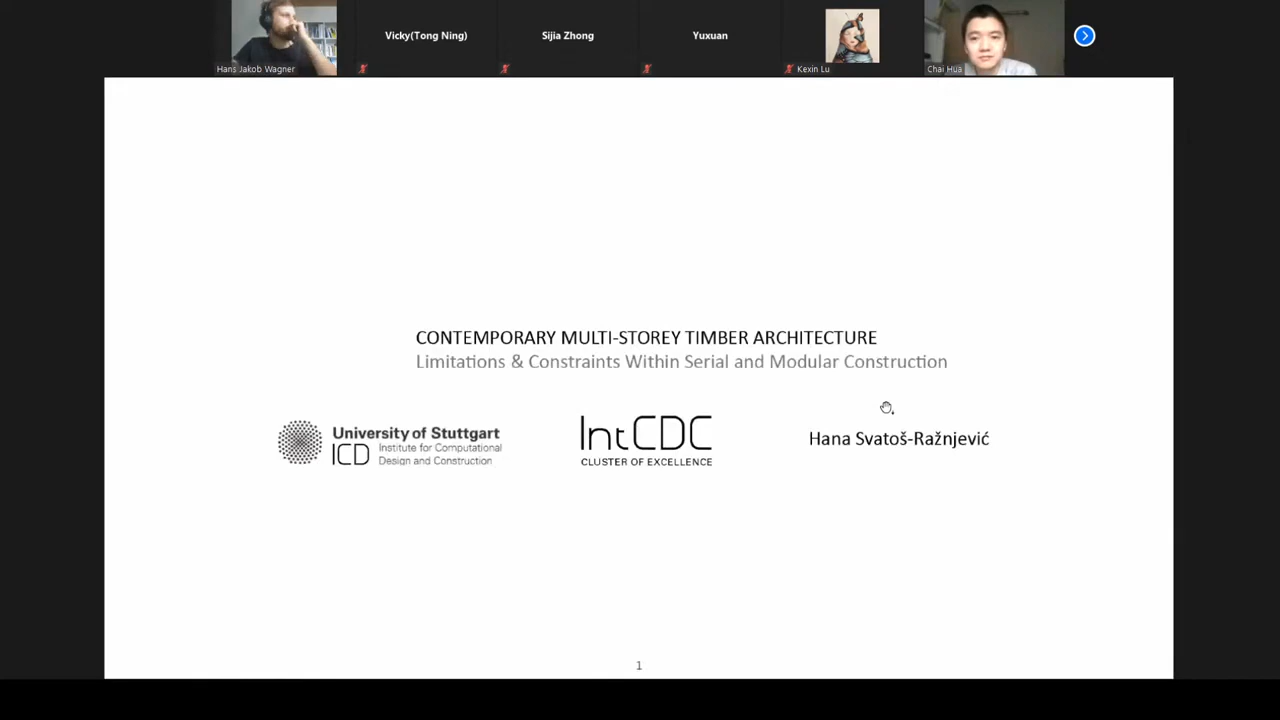 Hans Jakob Wagner
Vicky(Tong Ning)
Sijia Zhong
Yuxuan
Kexin Lu
Chai Hua
CONTEMPORARY MULTI-STOREY TIMBER ARCHITECTURE
Limitations & Constraints Within Serial and Modular Construction
University of Stuttgart
ICD
Institute for Computational
Design and Construction
IntCDC
CLUSTER OF EXCELLENCE
Hana Svatoš-Ražnjević
1